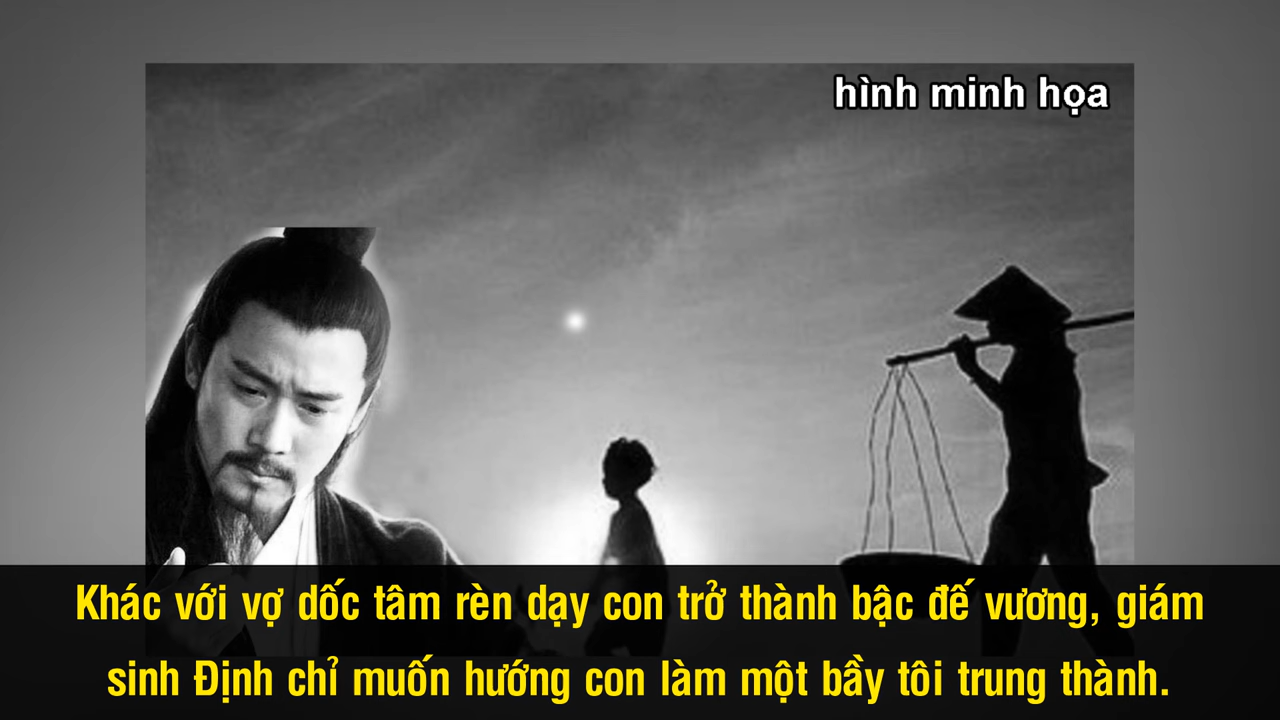 hình minh họa
Khác với vợ dốc tâm rèn dạy con trở thành bậc đế vương, giám
sinh Định chỉ muốn hướng con làm một bầy tôi trung thành.